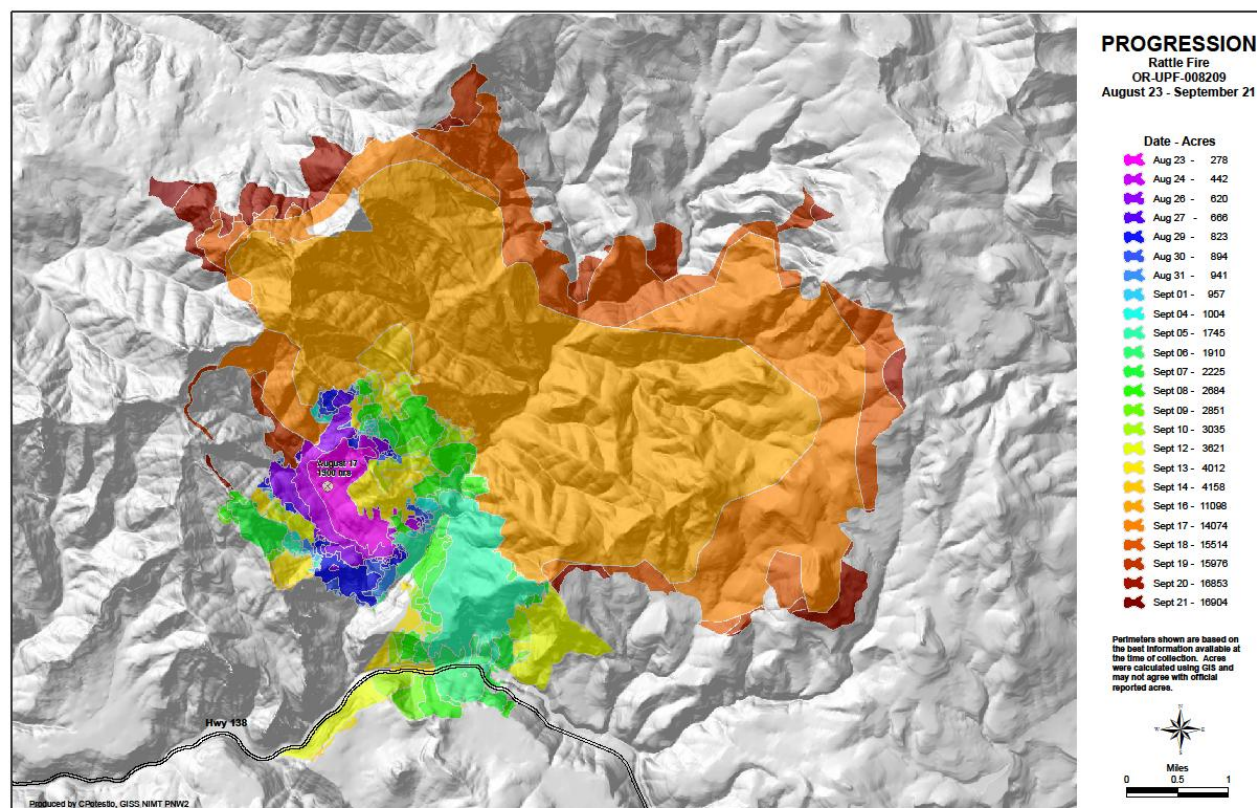 PROGRESSION
Rattle Fire
OR-UPF-008209
August 23 - September 21
Date - Acres
Aug 23 - 278
Aug 24 - 442
Aug 26 - 620
Aug 27 - 666
Aug 29 - 823
Aug 30 - 894
Aug 31 - 941
Sept 01 - 957
Sept 04 - 1004
Sept 05 - 1745
Sept 06 - 1910
Sept 07 - 2225
Sept 08 - 2684
Sept 09 - 2851
Sept 10 - 3035
Sept 12 - 3621
Sept 13 - 4012
Sept 14 - 4158
Sept 16 - 11098
Sept 17 - 14074
Sept 18 - 15514
Sept 19 - 15976
Sept 20 - 16853
Sept 21 - 16904
Perimeters shown are based on
the best information available at
the time of collection. Acres
were calculated using GIS and
may not agree with official
reported acres.
Miles
0 0.5 1
August 17
1500 hrs
Hwy 138
Produced by CPotestio, GISS NIMT PNW2